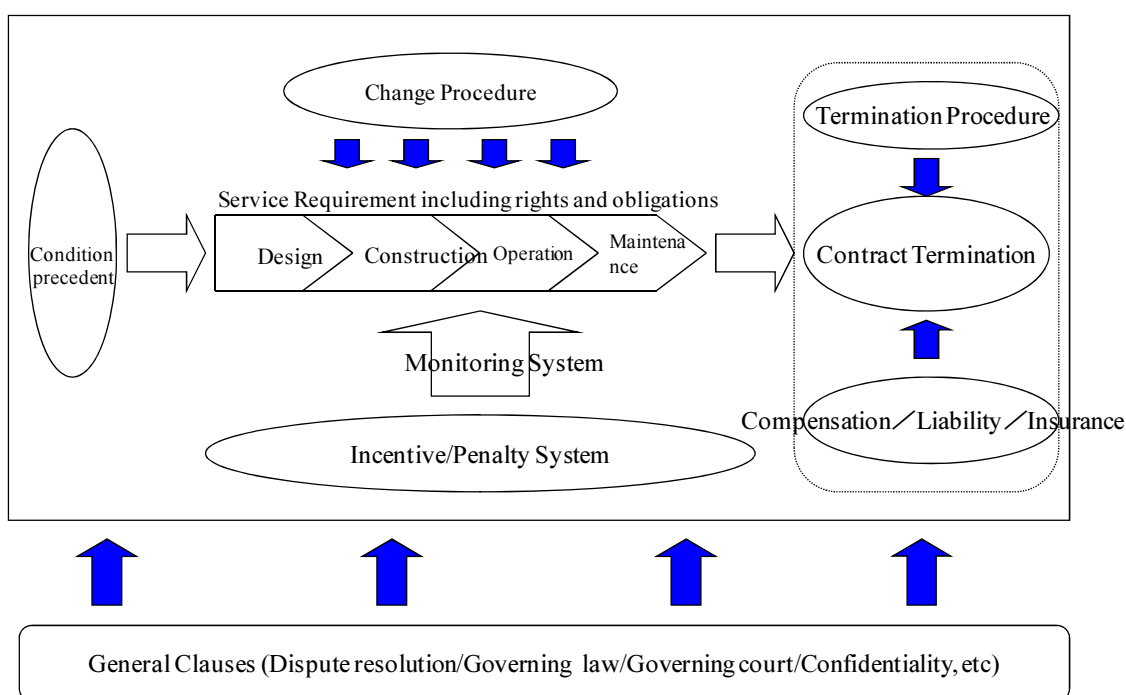 Change Procedure
Termination Procedure
Service Requirement including rights and obligations
Condition
precedent
Design
Construction
Operation
Maintena
nce
Contract Termination
Monitoring System
Compensation／Liability／Insurance
Incentive/Penalty System
General Clauses (Dispute resolution/Governing law/Governing court/Confidentiality, etc)